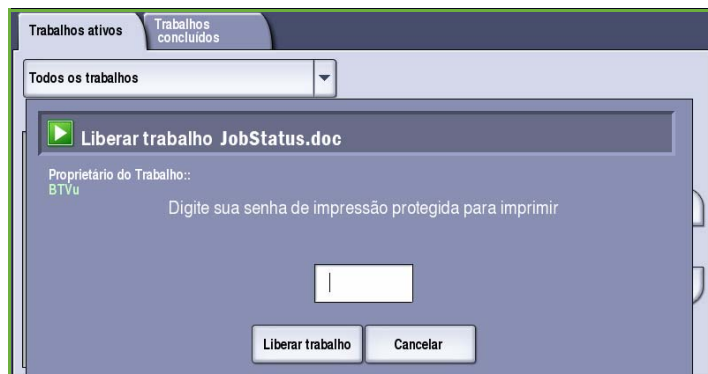 Trabalhos ativos
Trabalhos
concluídos
Todos os trabalhos
Liberar trabalho JobStatus.doc
Proprietário do Trabalho::
BTVu
Digite sua senha de impressão protegida para imprimir
Liberar trabalho
Cancelar